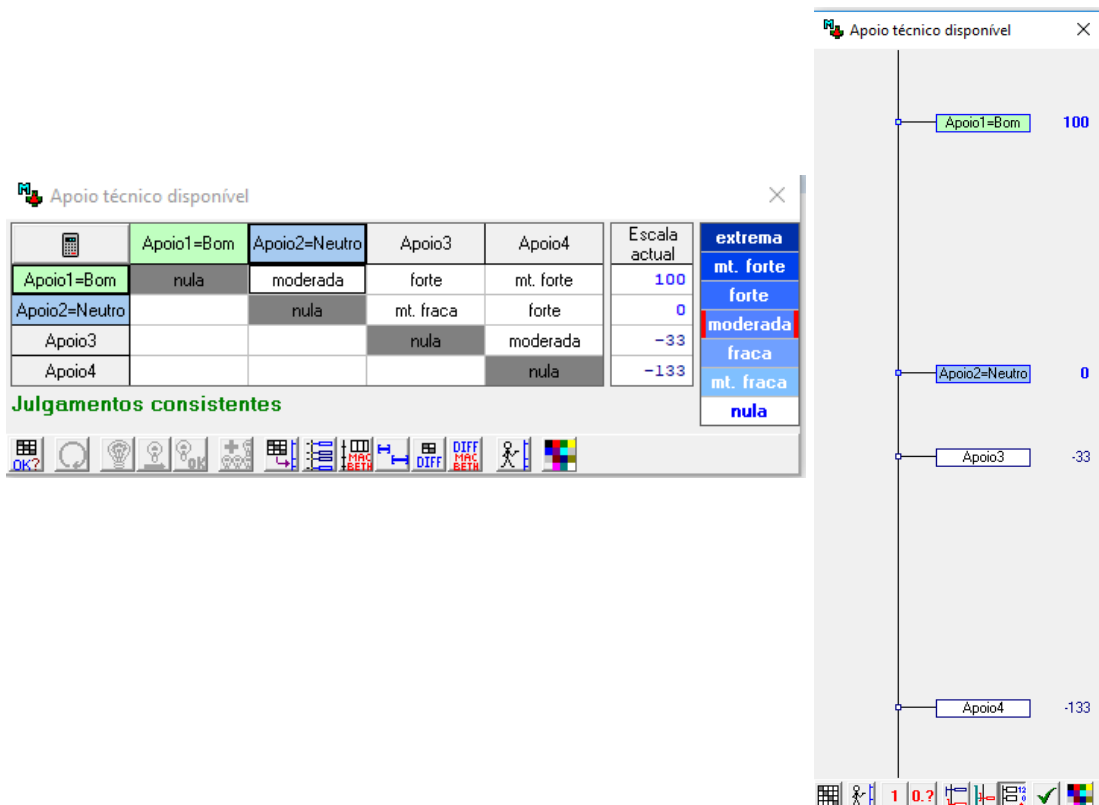 Apoio técnico disponível
Apoio1=Bom Apoio2=Neutro Apoio3 Apoio4 Escala actual
Apoio1=Bom nula moderada forte mt. forte 100
Apoio2=Neutro nula mt. fraca forte 0
Apoio3 nula moderada -33
Apoio4 nula -133
extrema
mt. forte
forte
moderada
fraca
mt. fraca
nula
Julgamentos consistentes
OK? OK MAC BETH DIFF DIFF MAC BETH
Apoio técnico disponível
Apoio1=Bom 100
Apoio2=Neutro 0
Apoio3 -33
Apoio4 -133
1 0.?